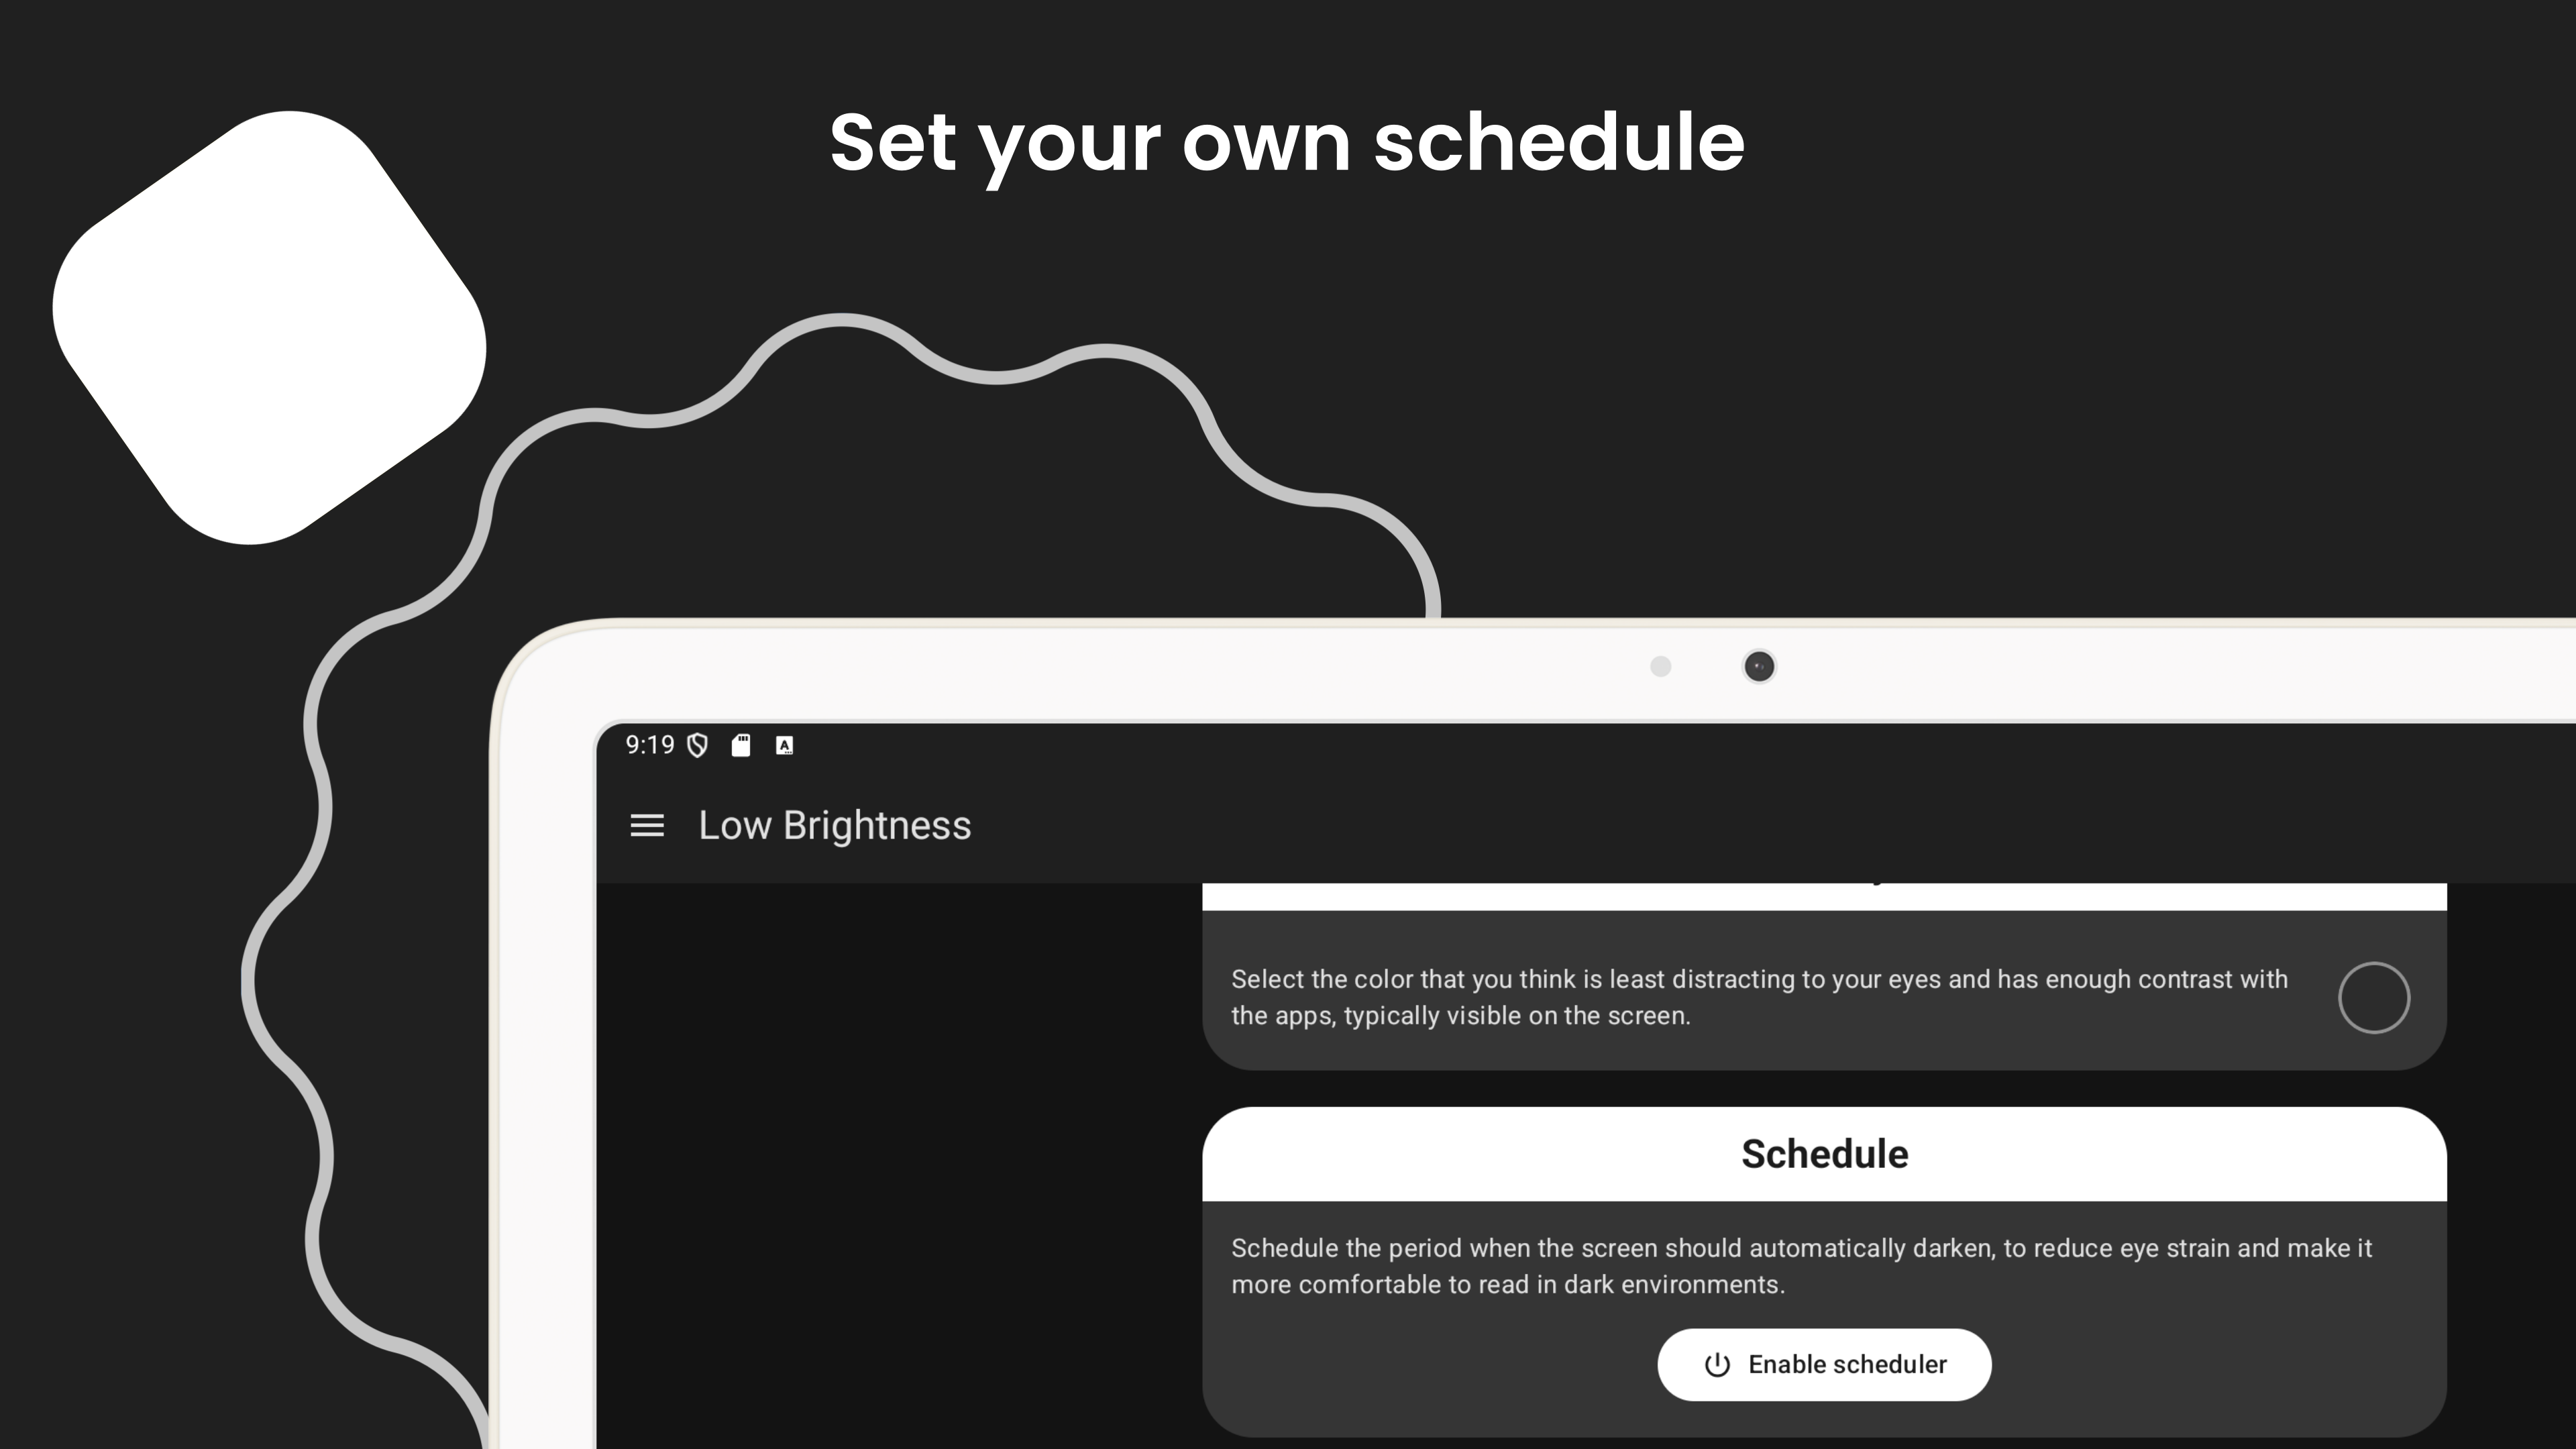 Set your own schedule
9:19
Low Brightness
Select the color that you think is least distracting to your eyes and has enough contrast with
the apps, typically visible on the screen.
Schedule
Schedule the period when the screen should automatically darken, to reduce eye strain and make it
more comfortable to read in dark environments.
Enable scheduler